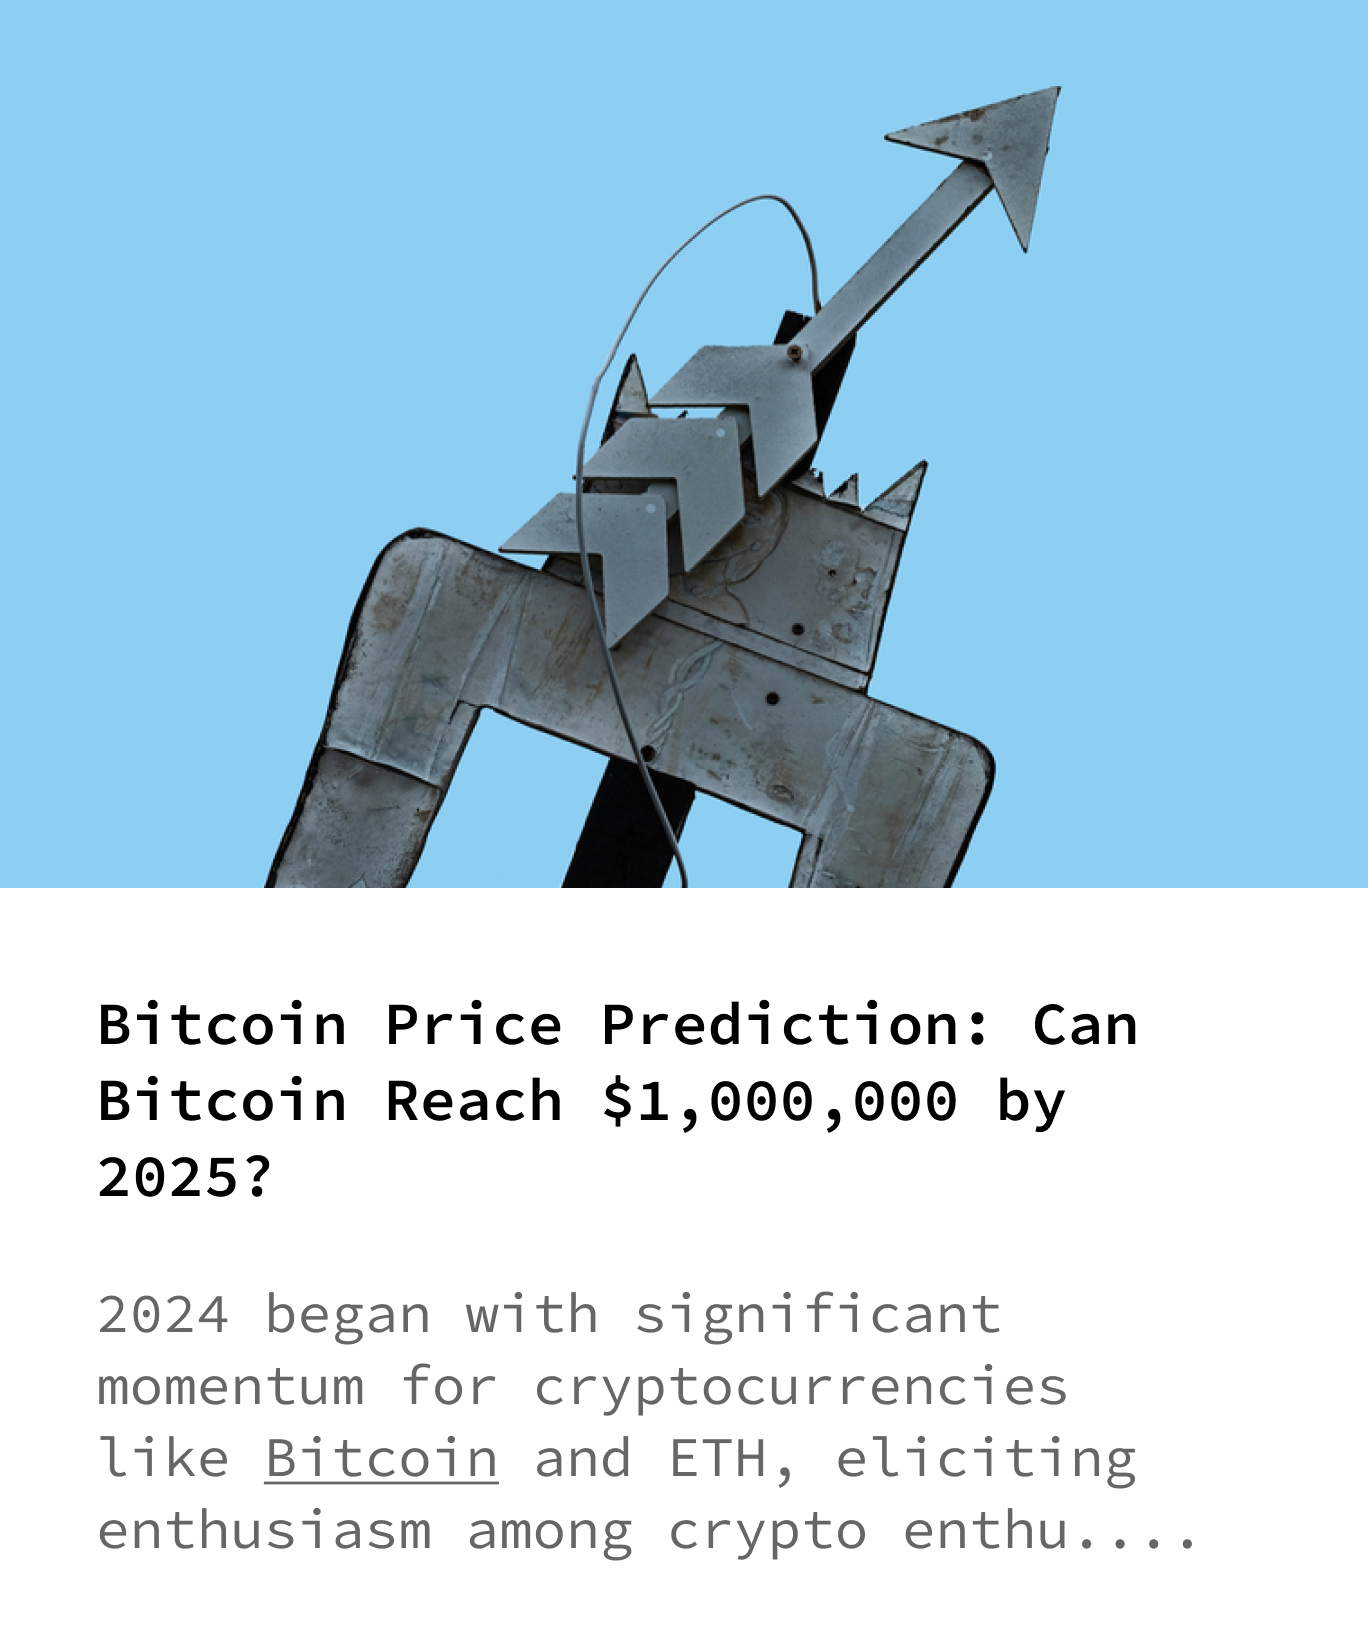 Bitcoin Price Prediction: Can
Bitcoin Reach $1,000,000 by
2025?
2024 began with significant
momentum for cryptocurrencies
like Bitcoin and ETH, eliciting
enthusiasm among crypto enthu....